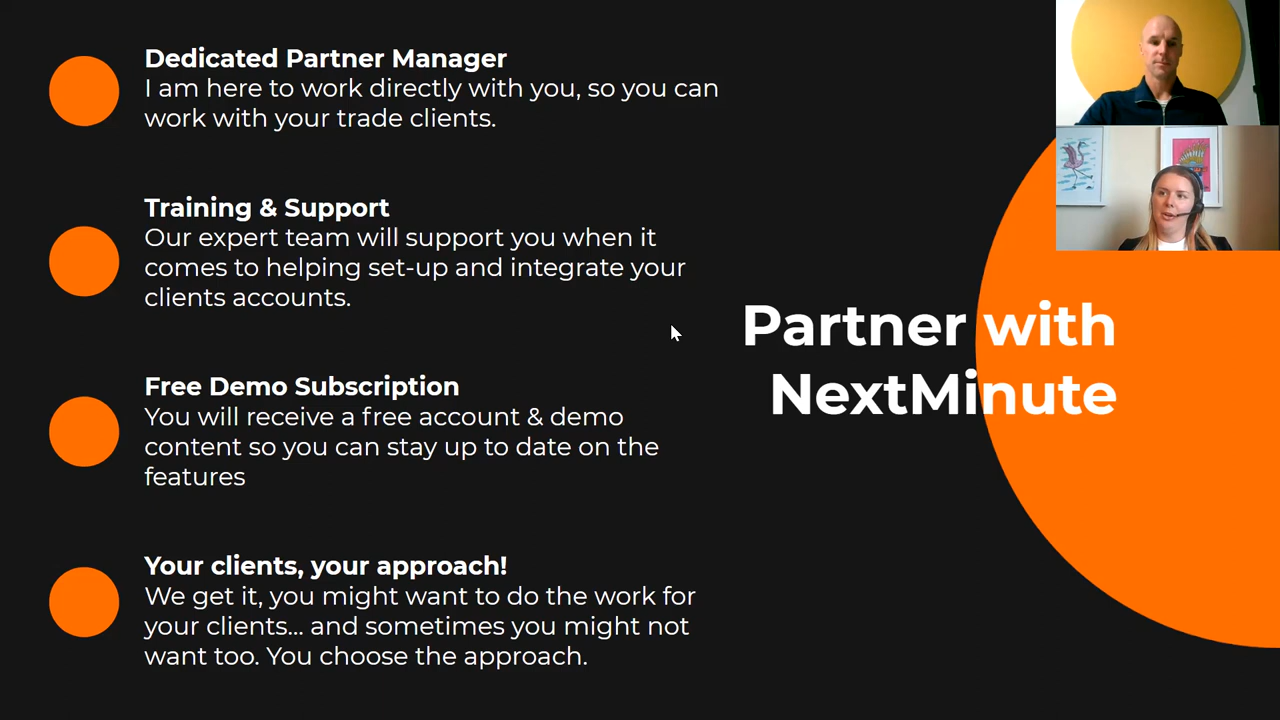 Dedicated Partner Manager
I am here to work directly with you, so you can
work with your trade clients.
Training & Support
Our expert team will support you when it
comes to helping set-up and integrate your
clients accounts.
Free Demo Subscription
You will receive a free account & demo
content so you can stay up to date on the
features
Your clients, your approach!
We get it, you might want to do the work for
your clients... and sometimes you might not
want too. You choose the approach.
Partner with
NextMinute